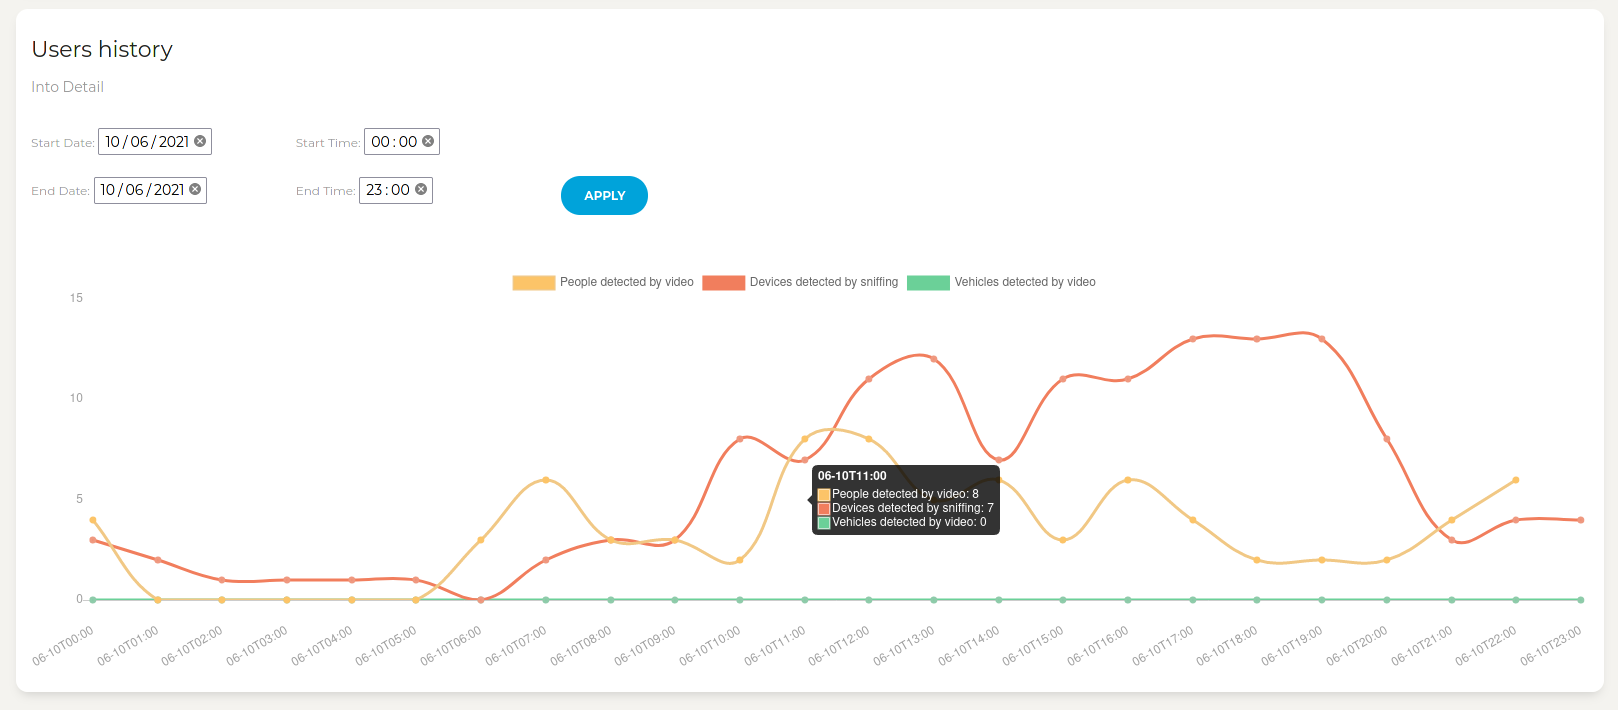 Users history
Into Detail
Start Date: 10/06/2021 Start Time: 00:00
End Date: 10/06/2021 End Time: 23:00 APPLY
People detected by video Devices detected by sniffing Vehicles detected by video
15
10
5
0
06-10T11:00
People detected by video: 8
Devices detected by sniffing: 7
Vehicles detected by video: 0
06-10T00:00 06-10T01:00 06-10T02:00 06-10T03:00 06-10T04:00 06-10T05:00 06-10T06:00 06-10T07:00 06-10T08:00 06-10T09:00 06-10T10:00 06-10T11:00 06-10T12:00 06-10T13:00 06-10T14:00 06-10T15:00 06-10T16:00 06-10T17:00 06-10T18:00 06-10T19:00 06-10T20:00 06-10T21:00 06-10T22:00 06-10T23:00